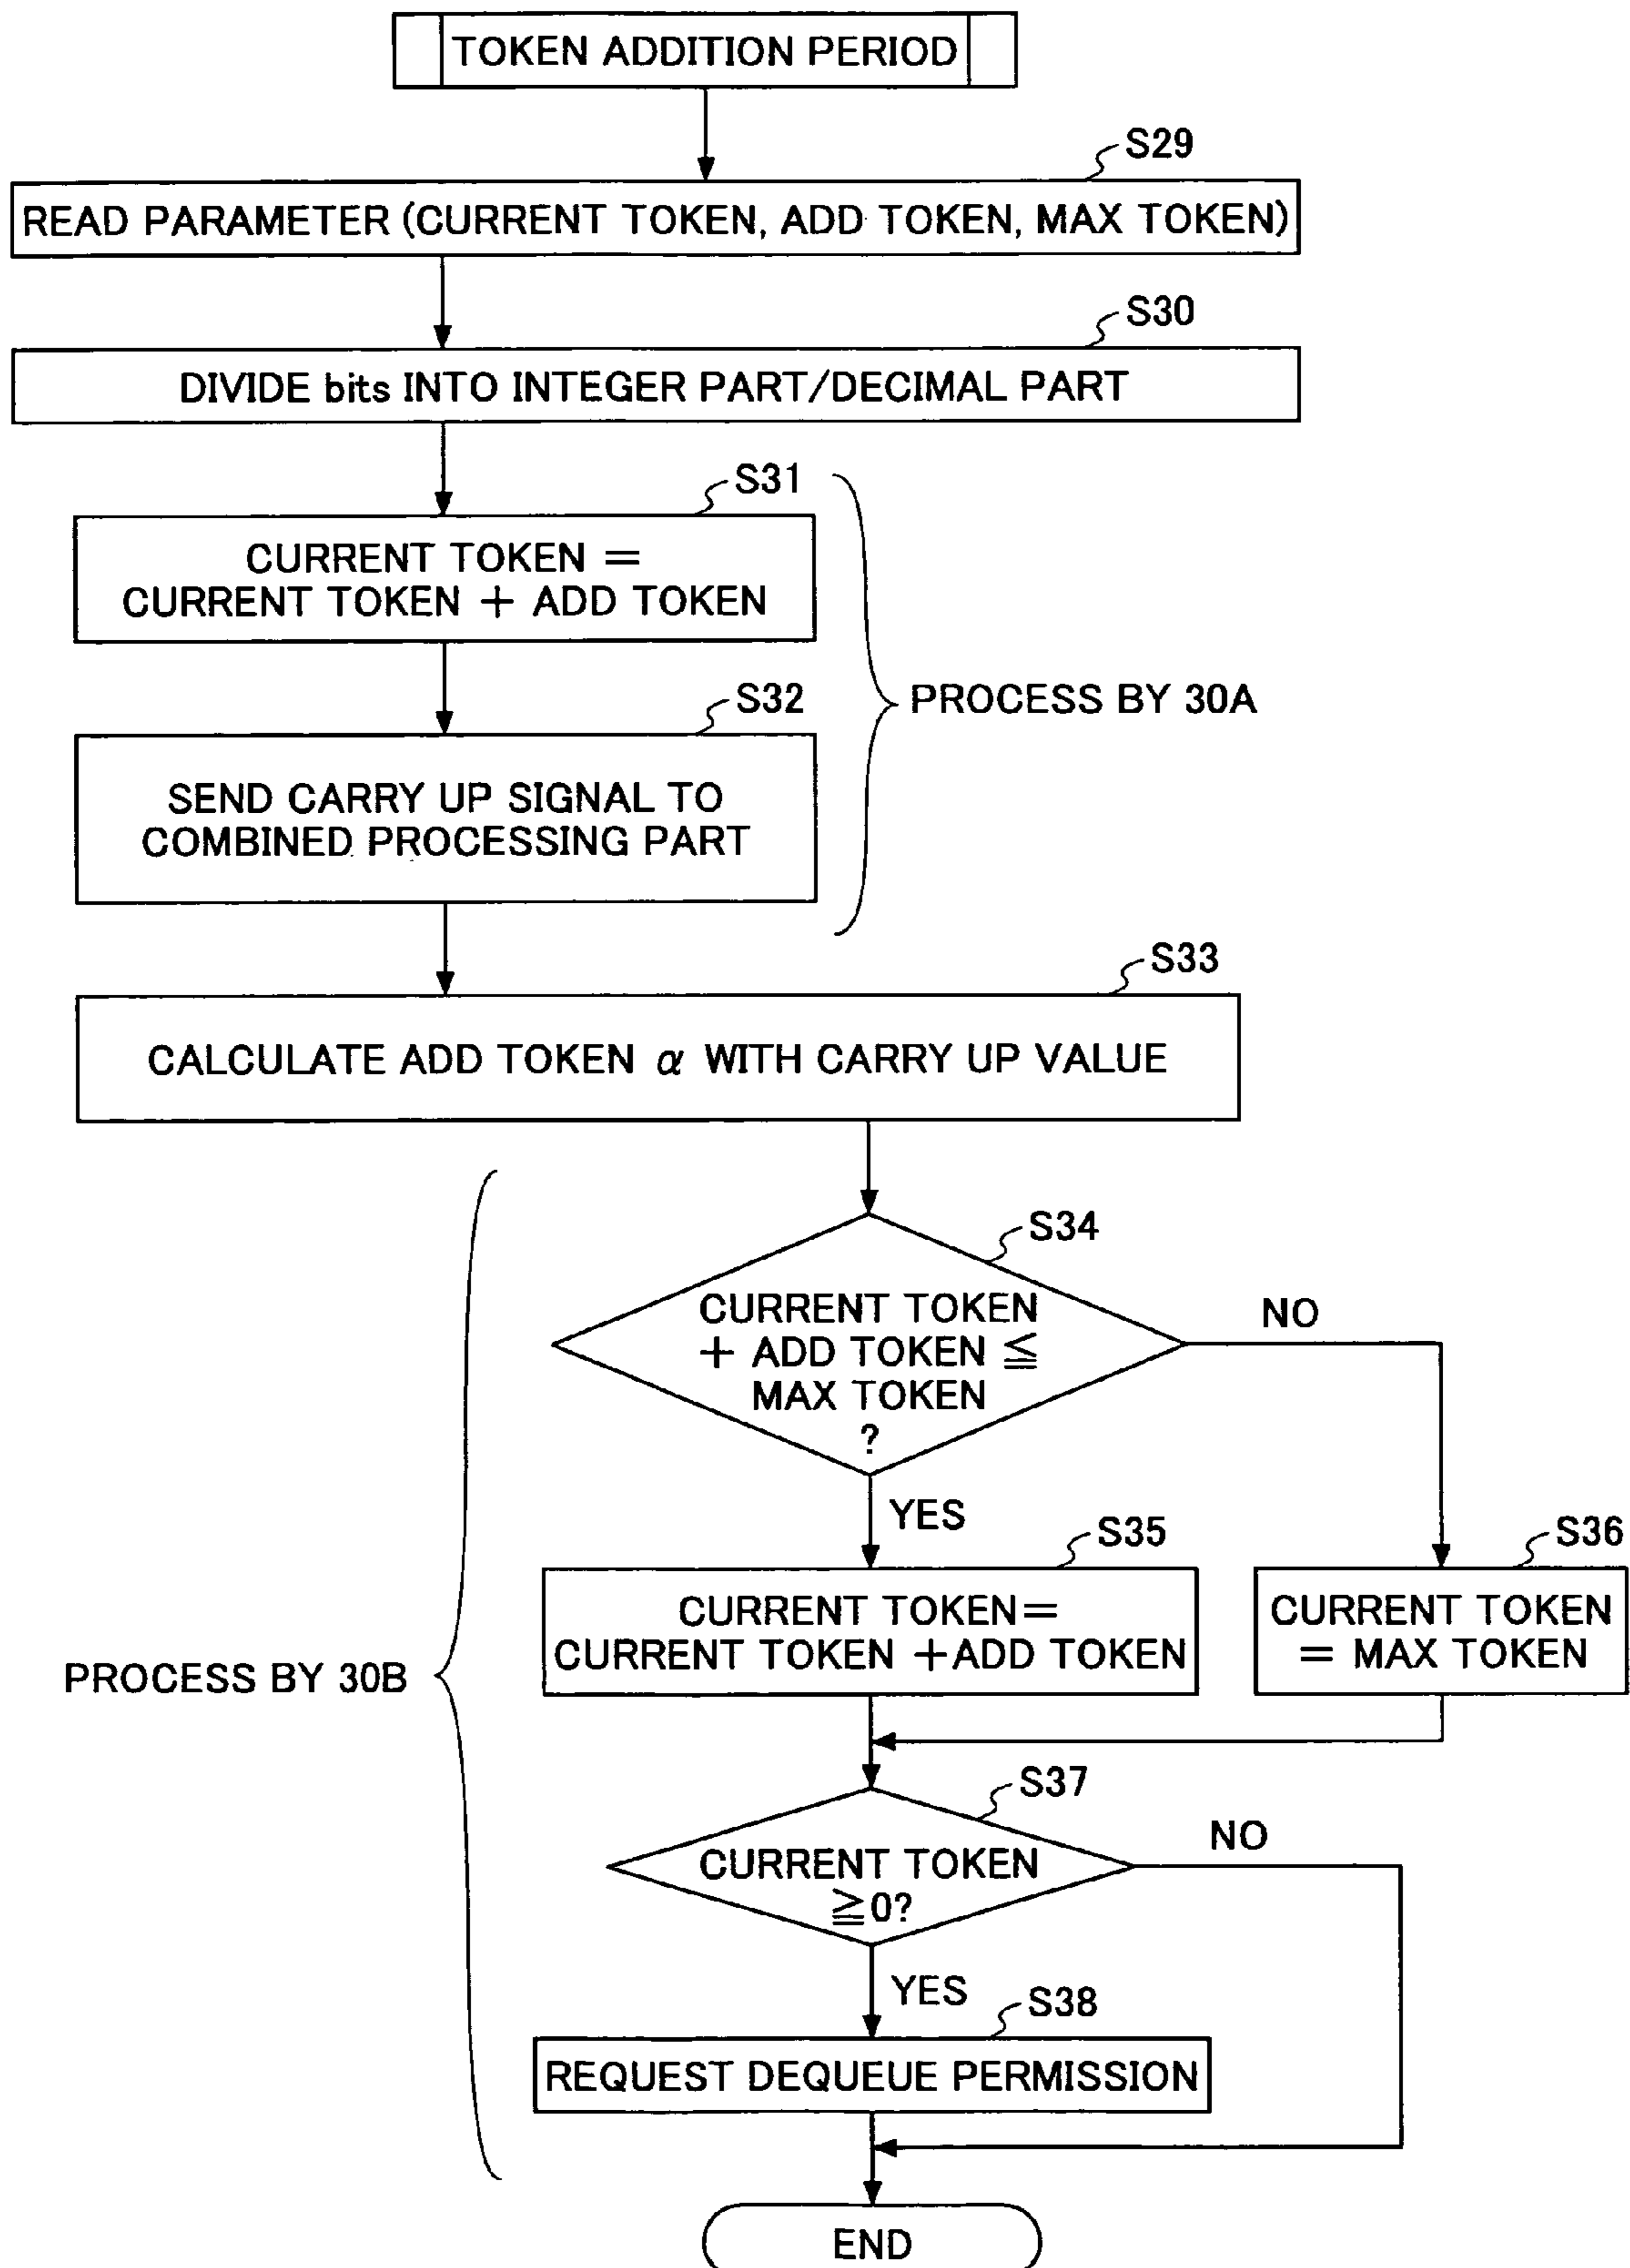 TOKEN ADDITION PERIOD
S29
READ PARAMETER (CURRENT TOKEN, ADD TOKEN, MAX TOKEN)
S30
DIVIDE bits INTO INTEGER PART/DECIMAL PART
S31
CURRENT TOKEN =
CURRENT TOKEN + ADD TOKEN
S32
PROCESS BY 30A
SEND CARRY UP SIGNAL TO
COMBINED PROCESSING PART
S33
CALCULATE ADD TOKEN α WITH CARRY UP VALUE
S34
CURRENT TOKEN
+ ADD TOKEN ≦
MAX TOKEN
?
NO
YES
S35
CURRENT TOKEN=
CURRENT TOKEN +ADD TOKEN
S36
CURRENT TOKEN
= MAX TOKEN
PROCESS BY 30B
S37
CURRENT TOKEN
≧0?
NO
YES
S38
REQUEST DEQUEUE PERMISSION
END